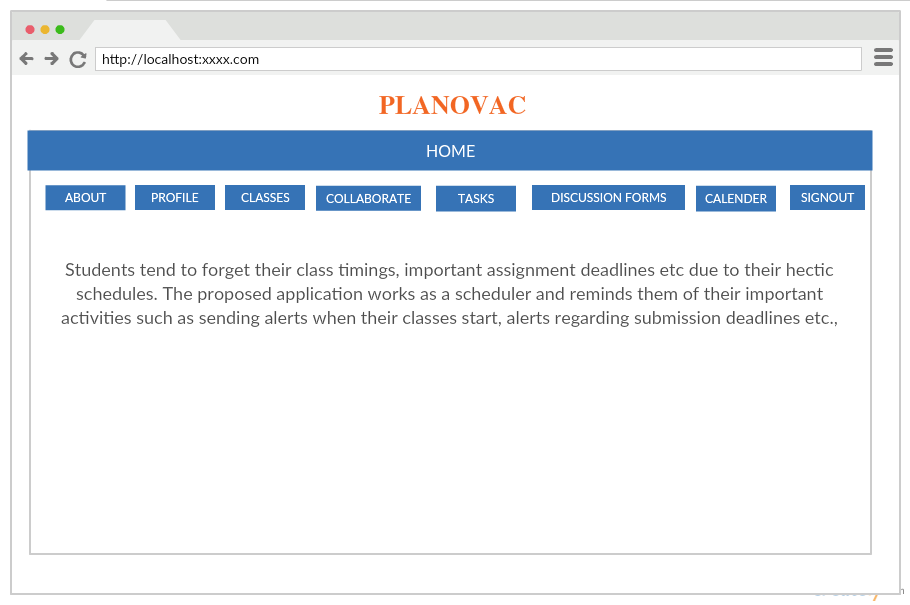 http://localhost:xxxx.com
PLANOVAC
HOME
ABOUT PROFILE CLASSES COLLABORATE TASKS DISCUSSION FORMS CALENDER SIGNOUT
Students tend to forget their class timings, important assignment deadlines etc due to their hectic
schedules. The proposed application works as a scheduler and reminds them of their important
activities such as sending alerts when their classes start, alerts regarding submission deadlines etc.,